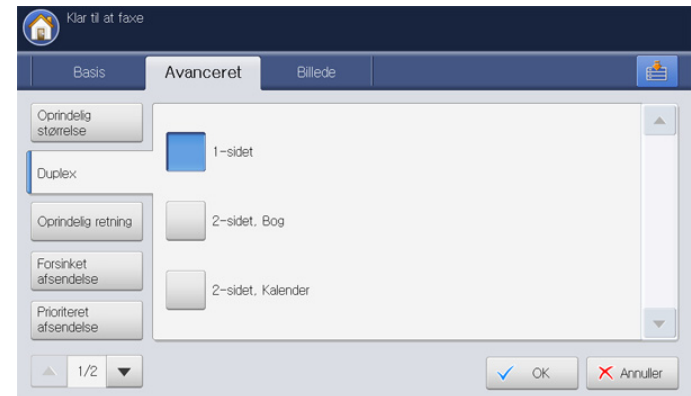 Klar til at faxe
Basis
Avanceret
Billede
Oprindelig
størrelse
Duplex
Oprindelig retning
Forsinket
afsendelse
Prioriteret
afsendelse
1-sidet
2-sidet, Bog
2-sidet, Kalender
1/2
OK
Annuller